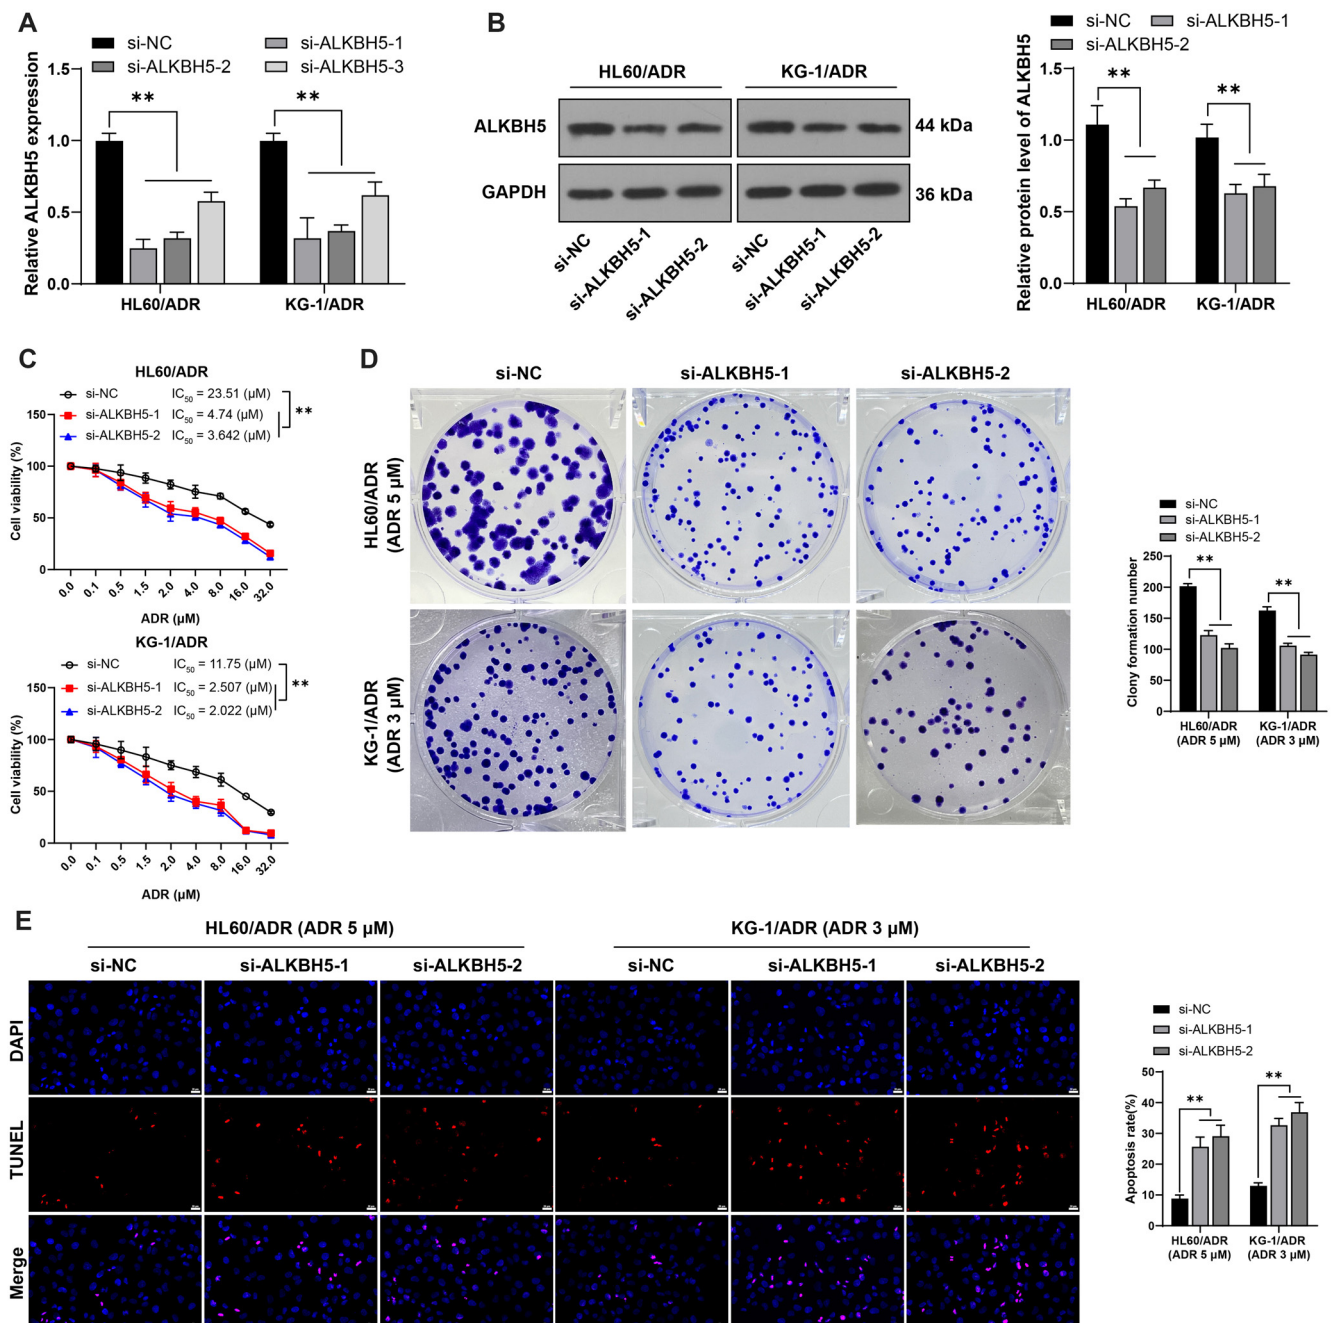 A
si-NC
si-ALKBH5-1
si-ALKBH5-2
si-ALKBH5-3
Relative ALKBH5 expression
1.5
1.0
0.5
0.0
**
**
HL60/ADR
KG-1/ADR
B
HL60/ADR
KG-1/ADR
ALKBH5
44 kDa
GAPDH
36 kDa
si-NC
si-ALKBH5-1
si-ALKBH5-2
si-NC
si-ALKBH5-1
si-ALKBH5-2
si-NC
si-ALKBH5-1
si-ALKBH5-2
Relative protein level of ALKBH5
1.5
1.0
0.5
0.0
**
**
HL60/ADR
KG-1/ADR
C
HL60/ADR
si-NC IC50 = 23.51 (μM)
si-ALKBH5-1 IC50 = 4.74 (μM)
si-ALKBH5-2 IC50 = 3.642 (μM)
**
Cell viability (%)
150
100
50
0
0.0 0.1 0.5 1.5 2.0 4.0 8.0 16.0 32.0
ADR (μM)
KG-1/ADR
si-NC IC50 = 11.75 (μM)
si-ALKBH5-1 IC50 = 2.507 (μM)
si-ALKBH5-2 IC50 = 2.022 (μM)
**
Cell viability (%)
150
100
50
0
0.0 0.1 0.5 1.5 2.0 4.0 8.0 16.0 32.0
ADR (μM)
D
si-NC
si-ALKBH5-1
si-ALKBH5-2
HL60/ADR
(ADR 5 μM)
KG-1/ADR
(ADR 3 μM)
si-NC
si-ALKBH5-1
si-ALKBH5-2
Clony formation number
250
200
150
100
50
0
**
**
HL60/ADR
(ADR 5 μM)
KG-1/ADR
(ADR 3 μM)
E
HL60/ADR (ADR 5 μM)
KG-1/ADR (ADR 3 μM)
si-NC
si-ALKBH5-1
si-ALKBH5-2
si-NC
si-ALKBH5-1
si-ALKBH5-2
DAPI
TUNEL
Merge
si-NC
si-ALKBH5-1
si-ALKBH5-2
Apoptosis rate(%)
50
40
30
20
10
0
**
**
HL60/ADR
(ADR 5 μM)
KG-1/ADR
(ADR 3 μM)